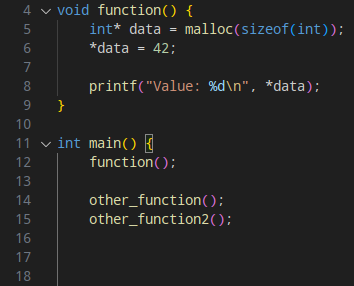 4 void function() {
5     int* data = malloc(sizeof(int));
6     *data = 42;
7
8     printf("Value: %d\n", *data);
9 }
10
11 int main() {
12     function();
13
14     other_function();
15     other_function2();
16
17
18